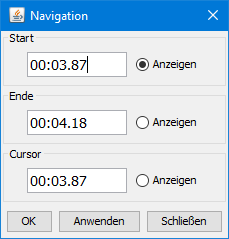 Navigation
Start
00:03.87
Anzeigen
Ende
00:04.18
Anzeigen
Cursor
00:03.87
Anzeigen
OK
Anwenden
Schließen